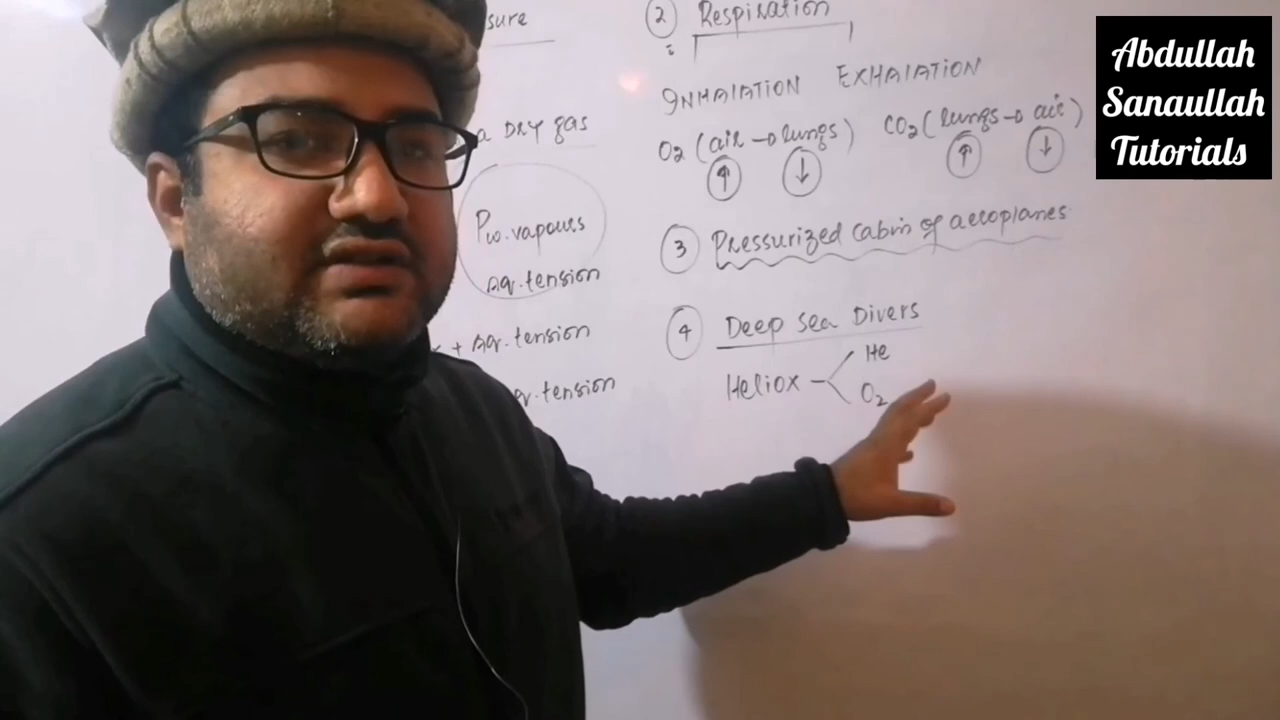 sure
a DRY gas
Pw.vapours
Aq.tension
+ Aq.tension
q.tension
2 Respiration
INHALATION EXHALATION
O2 (air → lungs) CO2 (lungs → air)
↑ ↓ ↑ ↓
3 Pressurized cabin of aeroplanes
4 Deep sea Divers
Heliox
He
O2
Abdullah
Sanaullah
Tutorials